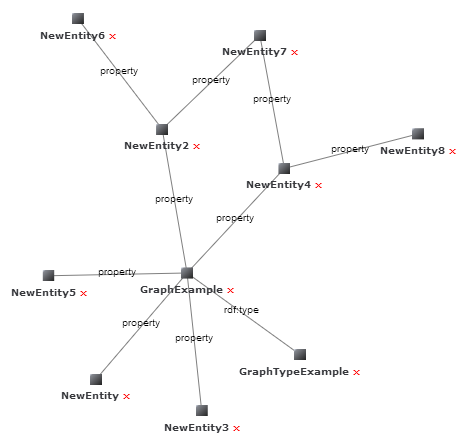 NewEntity6 x
NewEntity7 x
property
property
property
NewEntity2 x
property
NewEntity8 x
NewEntity4 x
property
property
property
GraphExample x
NewEntity5 x
rdf:type
property
property
GraphTypeExample x
NewEntity x
NewEntity3 x